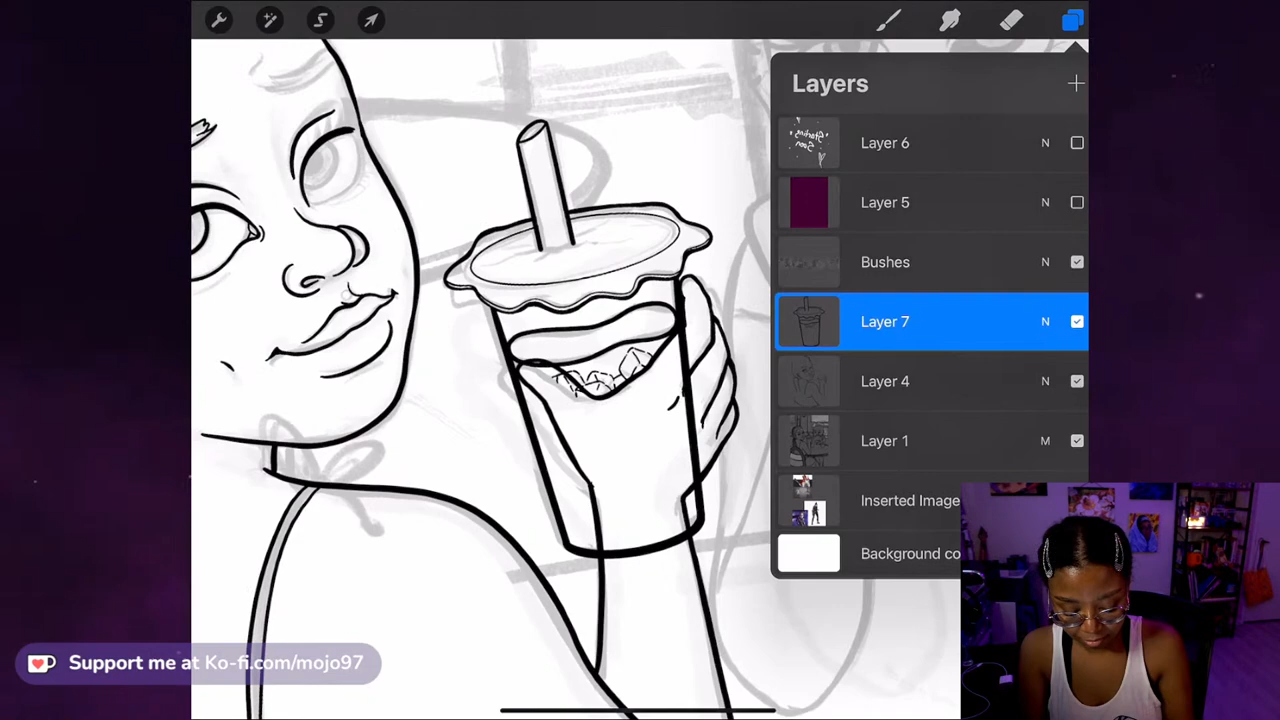 Layers
Layer 6 N
Layer 5 N
Bushes N
Layer 7 N
Layer 4 N
Layer 1 M
Inserted Image
Background co
Support me at Ko-fi.com/mojo97